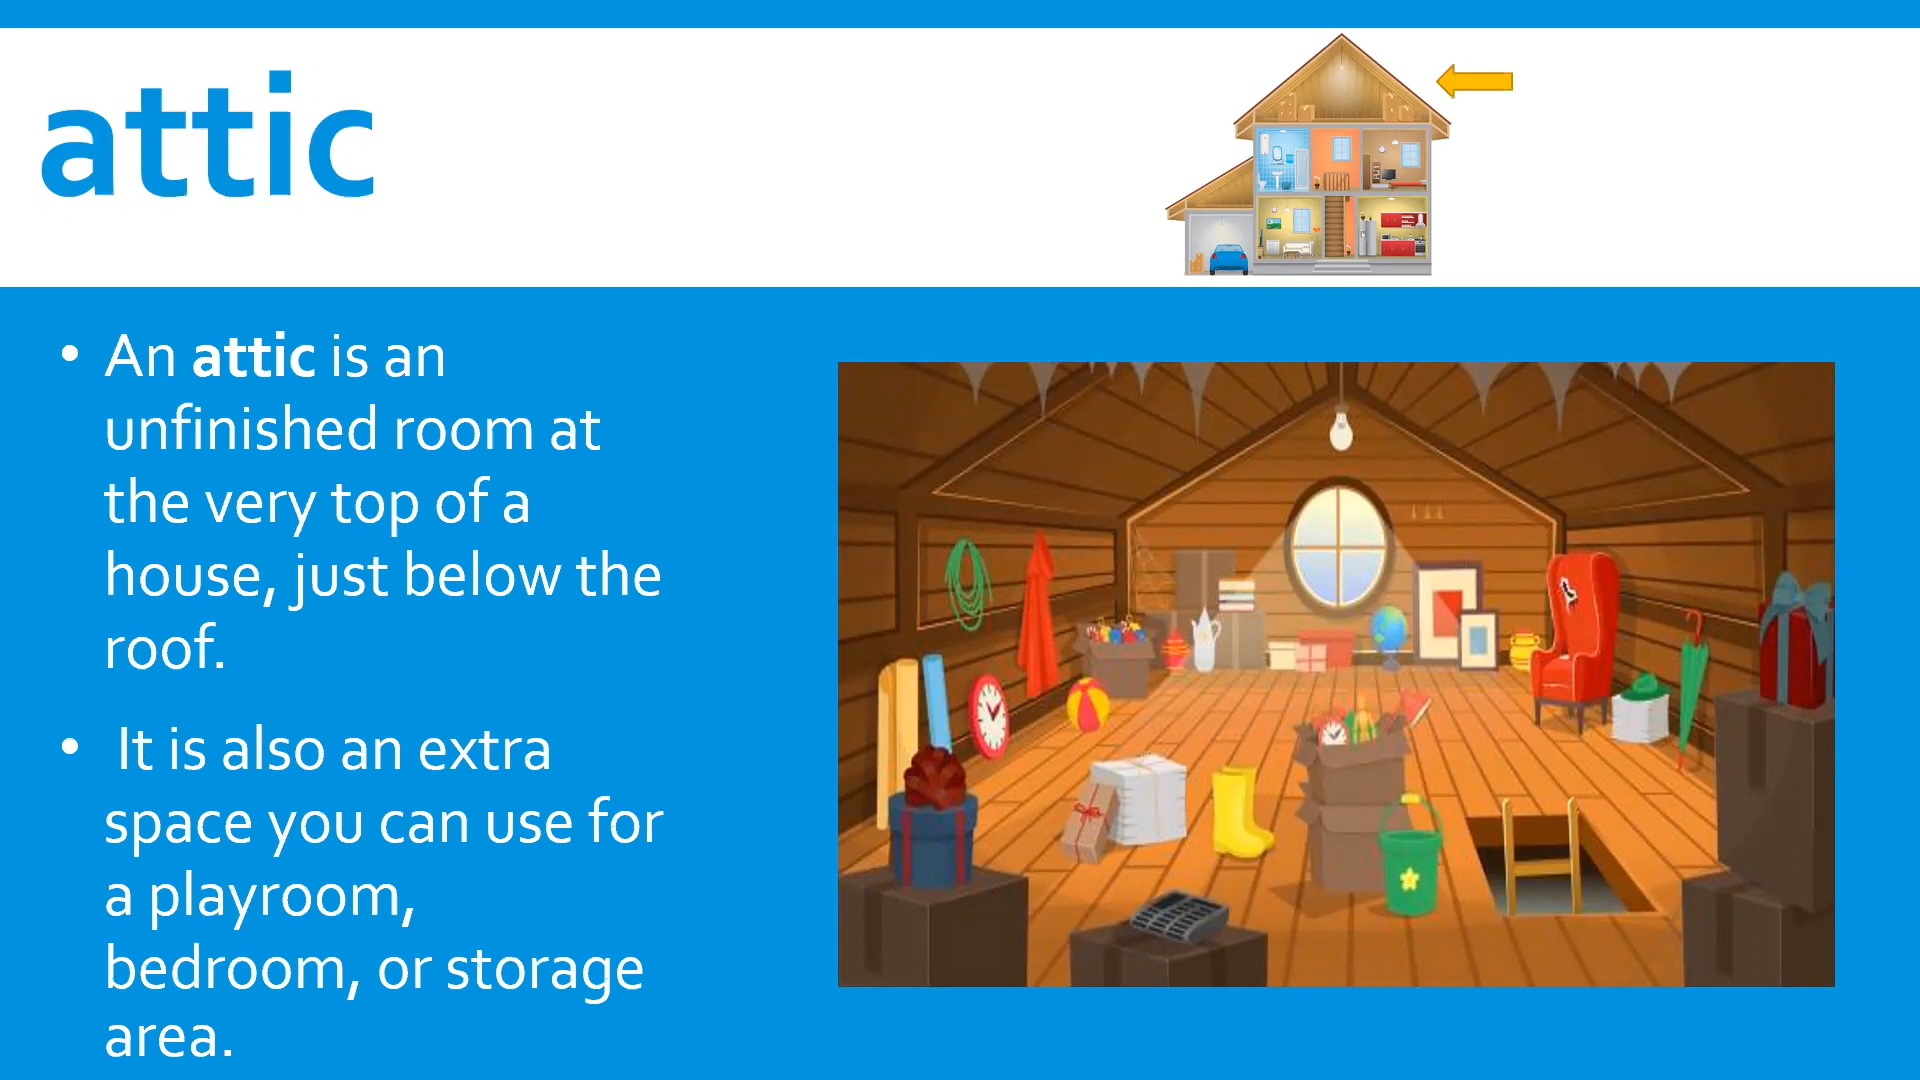 attic
• An attic is an
unfinished room at
the very top of a
house, just below the
roof.
• It is also an extra
space you can use for
a playroom,
bedroom, or storage
area.